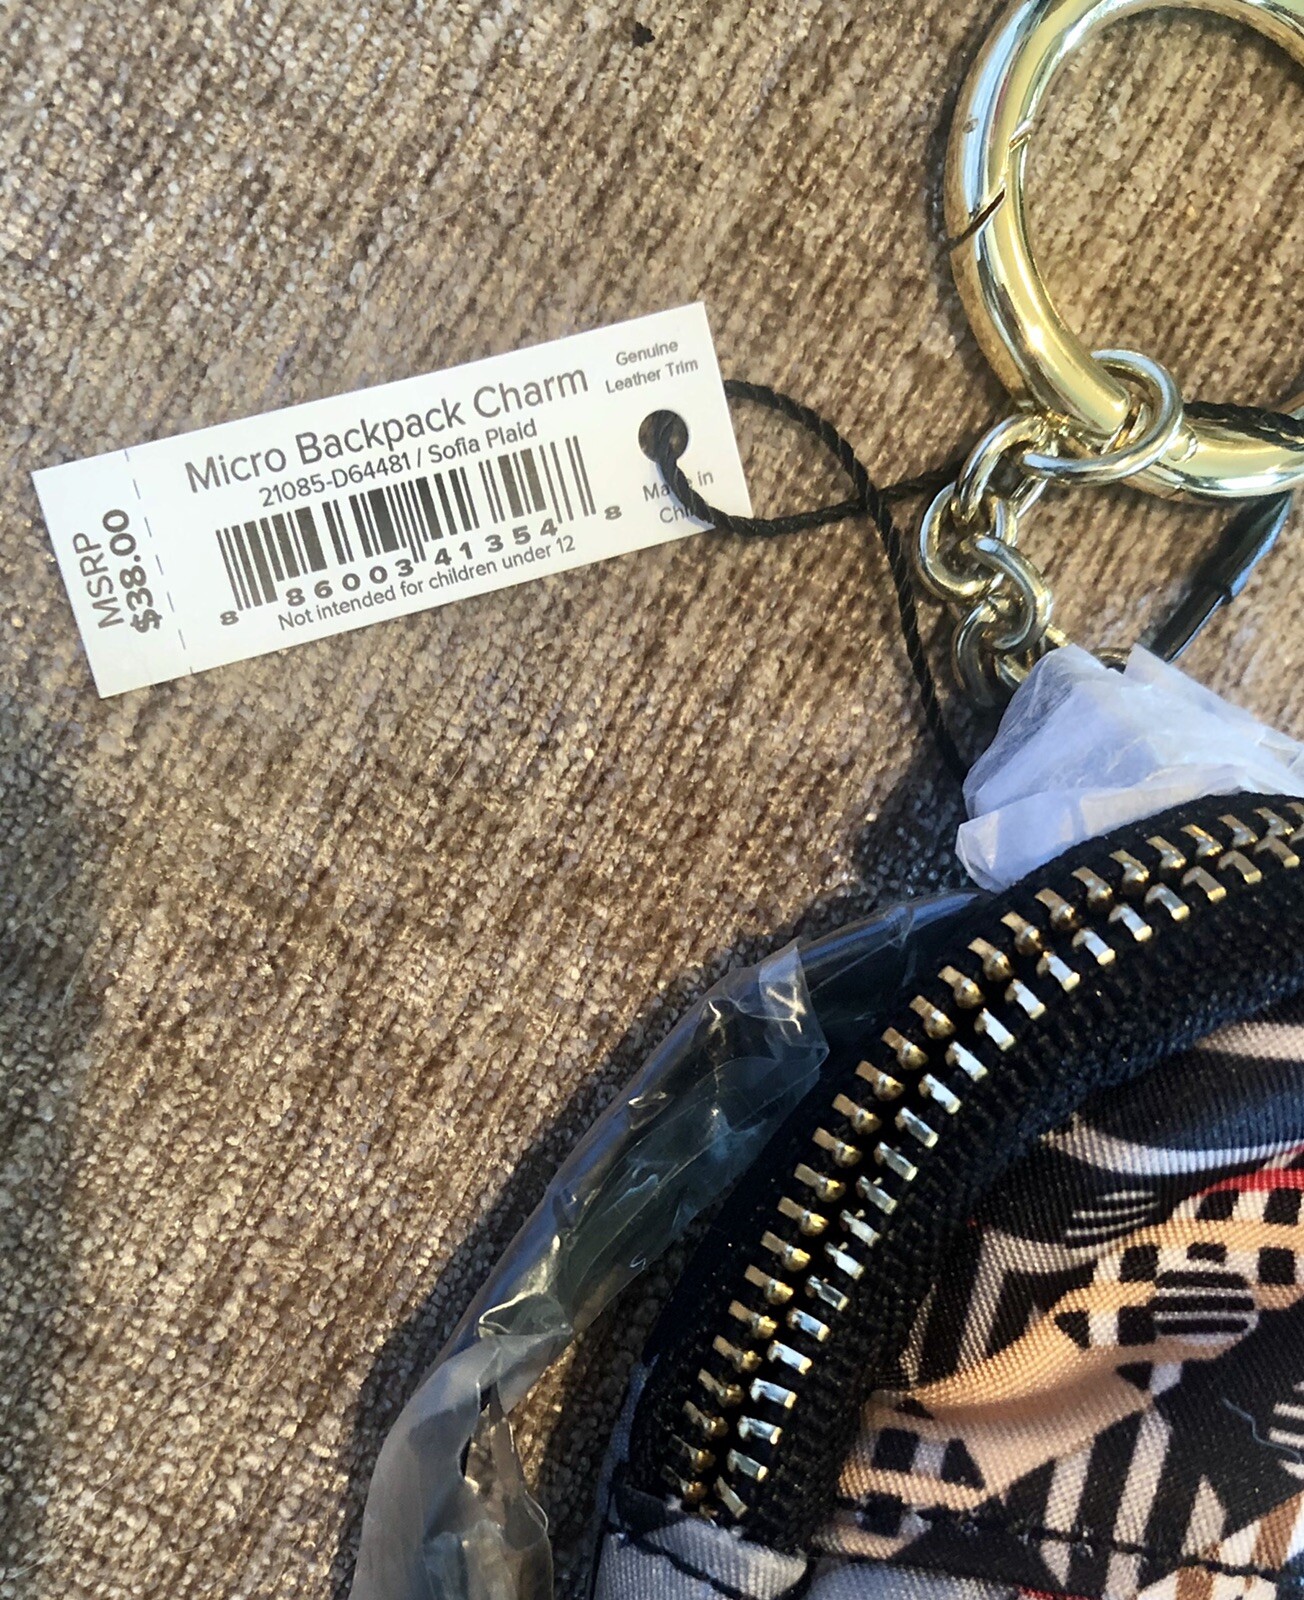 Genuine
Leather Trim
Micro Backpack Charm
21085-D64481 / Sofia Plaid
8 86003 41354 8
Not intended for children under 12
in
MSRP
$38.00